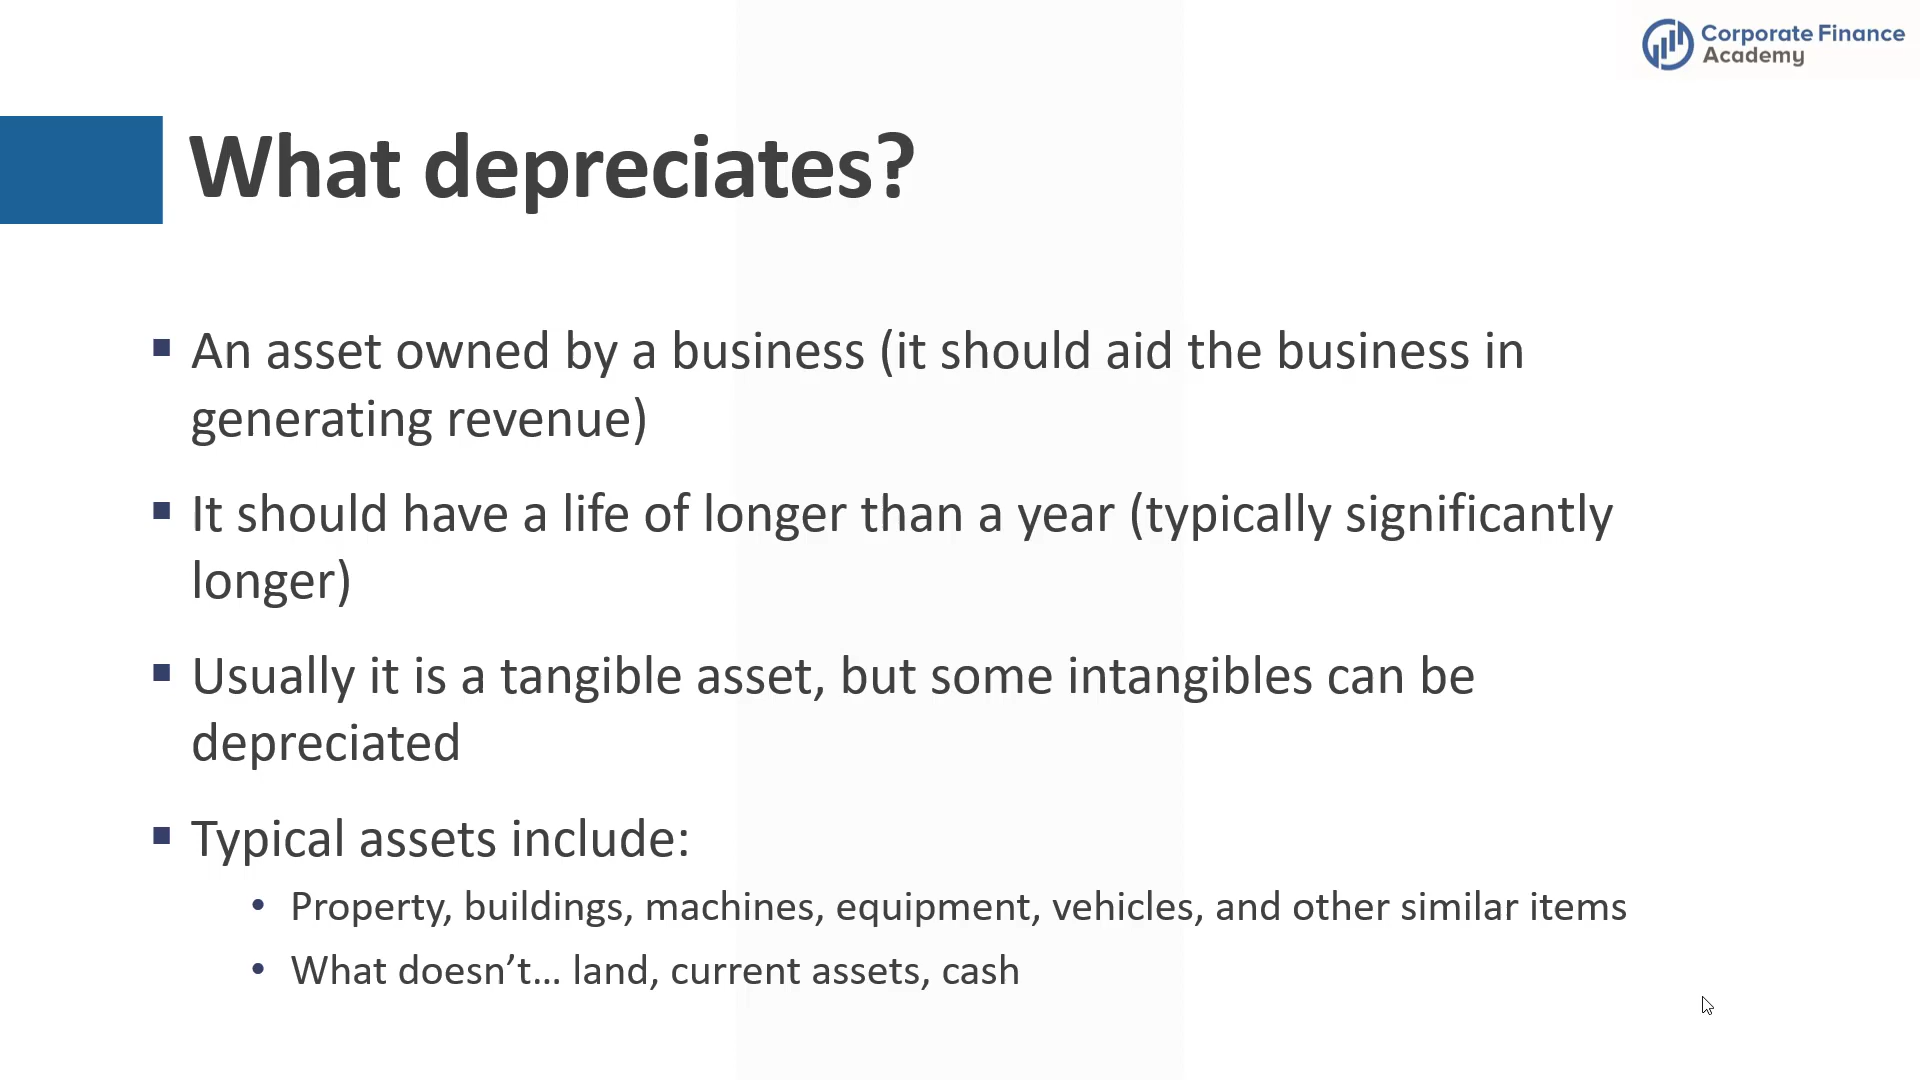 Corporate Finance
Academy
What depreciates?
▪ An asset owned by a business (it should aid the business in
generating revenue)
▪ It should have a life of longer than a year (typically significantly
longer)
▪ Usually it is a tangible asset, but some intangibles can be
depreciated
▪ Typical assets include:
• Property, buildings, machines, equipment, vehicles, and other similar items
• What doesn’t… land, current assets, cash